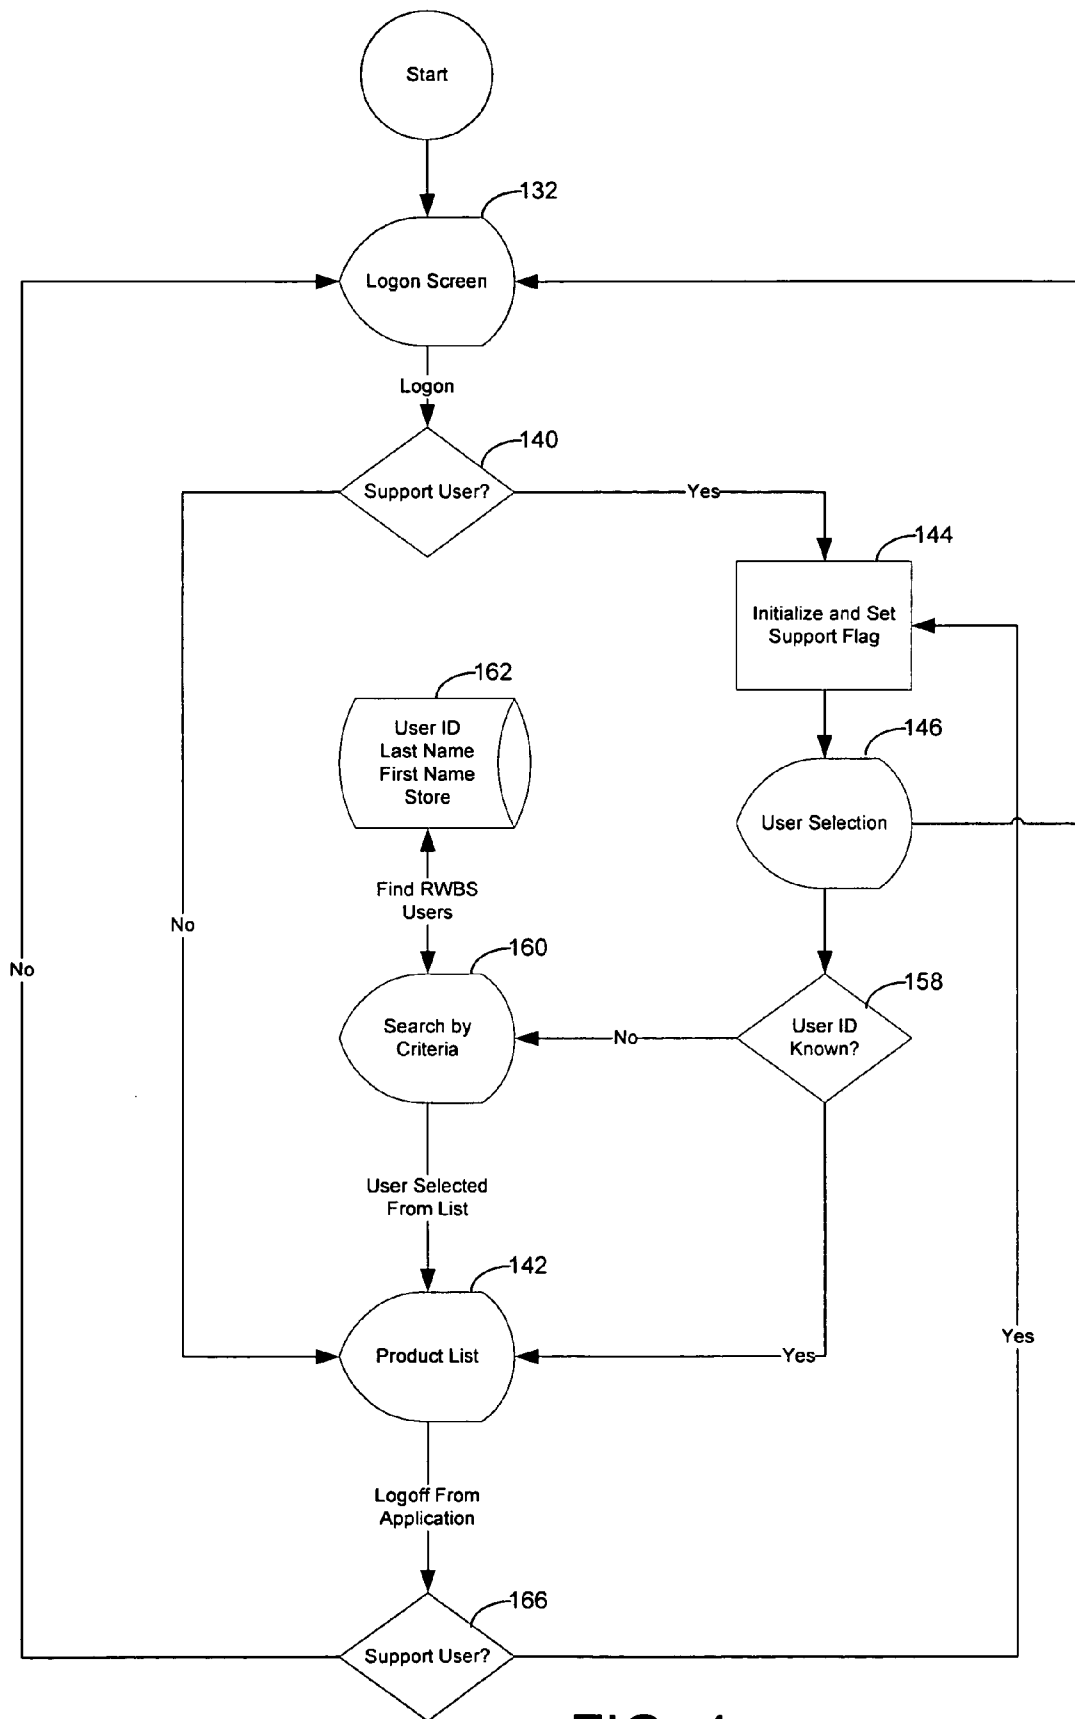 Start
132
Logon Screen
Logon
140
Support User?
Yes
144
Initialize and Set
Support Flag
162
User ID
Last Name
First Name
Store
146
User Selection
Find RWBS
Users
No
No
160
Search by
Criteria
158
User ID
Known?
No
User Selected
From List
142
Product List
Yes
Yes
Logoff From
Application
166
Support User?